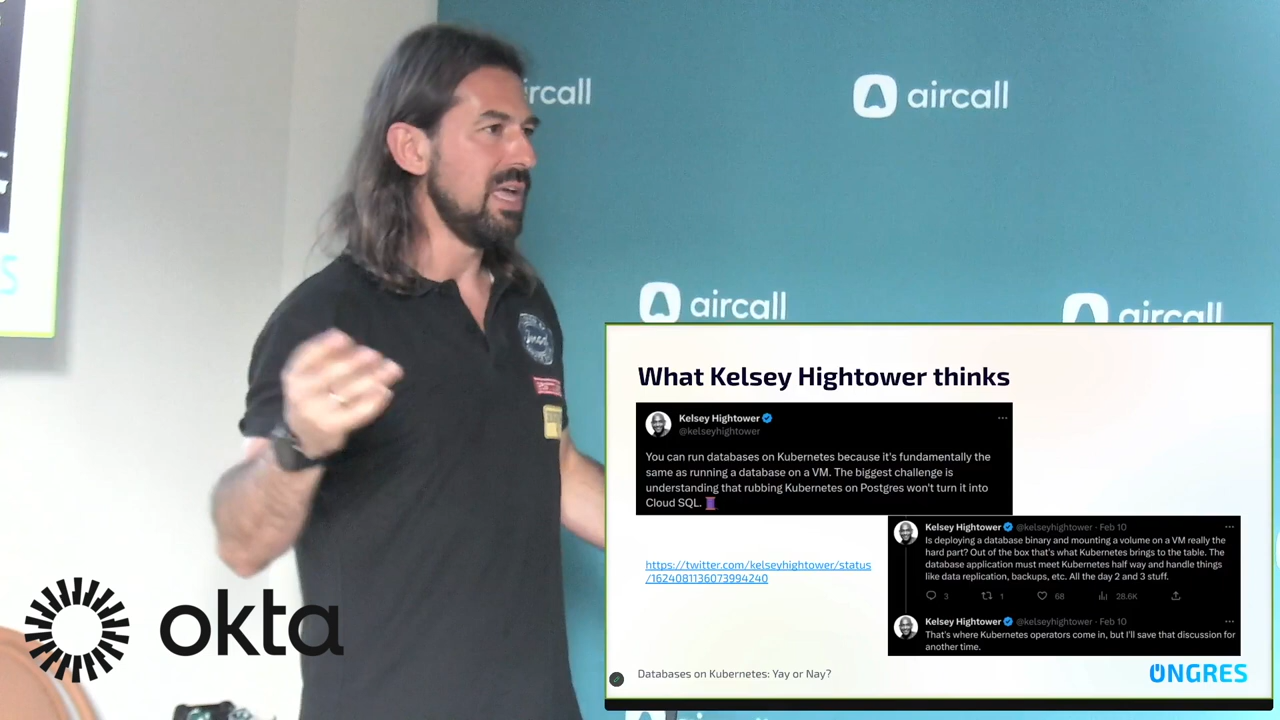 ircall
aircall
aircall
aircall
What Kelsey Hightower thinks
Kelsey Hightower
@kelseyhightower
You can run databases on Kubernetes because it's fundamentally the
same as running a database on a VM. The biggest challenge is
understanding that rubbing Kubernetes on Postgres won't turn it into
Cloud SQL. 🧵
Kelsey Hightower @kelseyhightower · Feb 10
Is deploying a database binary and mounting a volume on a VM really the
hard part? Out of the box that's what Kubernetes brings to the table. The
database application must meet Kubernetes half way and handle things
like data replication, backups, etc. All the day 2 and 3 stuff.
3 1 68 28.6K
https://twitter.com/kelseyhightower/status
/1624081136073994240
Kelsey Hightower @kelseyhightower · Feb 10
That's where Kubernetes operators come in, but I'll save that discussion for
another time.
Databases on Kubernetes: Yay or Nay?
ONGRES
okta